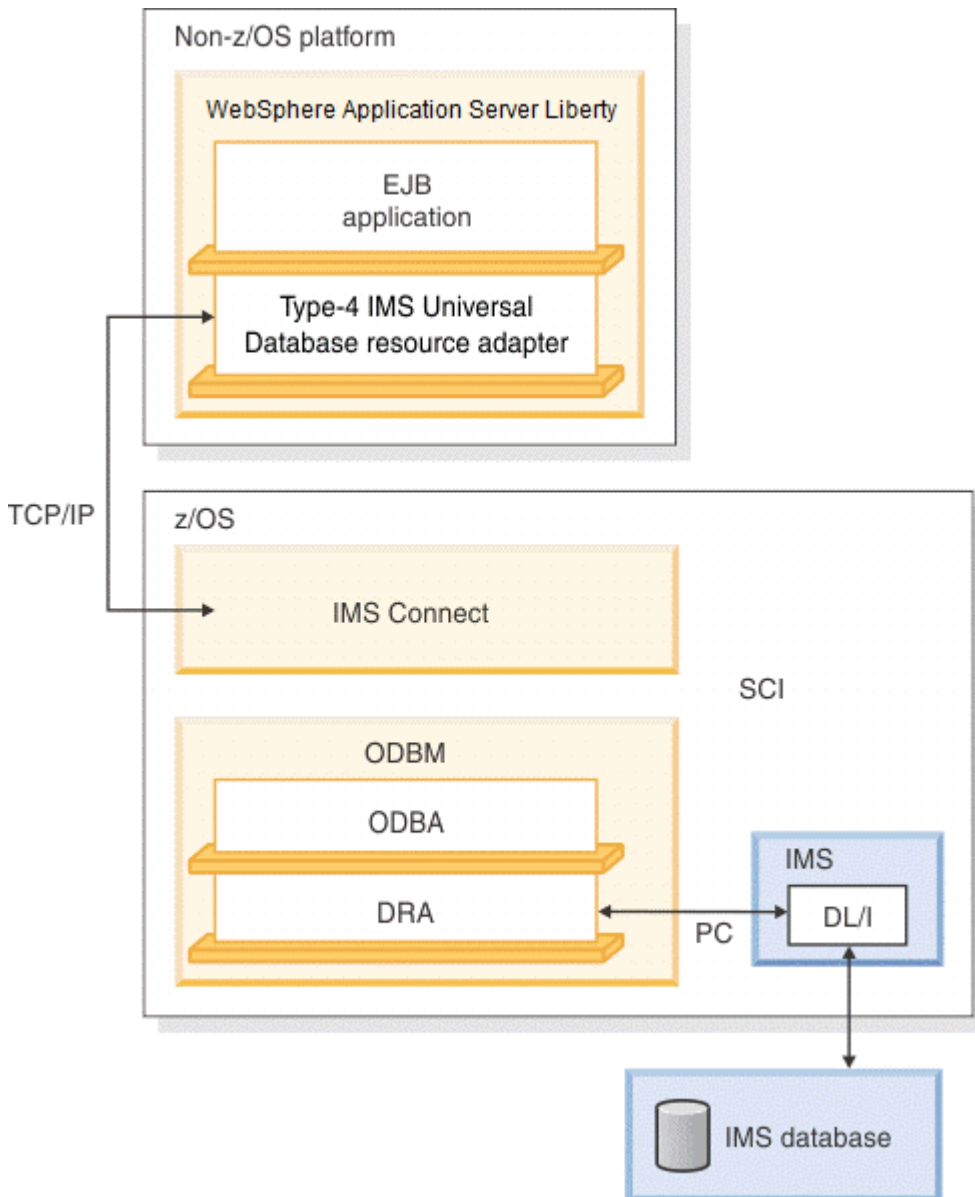 Non-z/OS platform
WebSphere Application Server Liberty
EJB
application
Type-4 IMS Universal
Database resource adapter
TCP/IP
z/OS
IMS Connect
SCI
ODBM
ODBA
DRA
PC
IMS
DL/I
IMS database